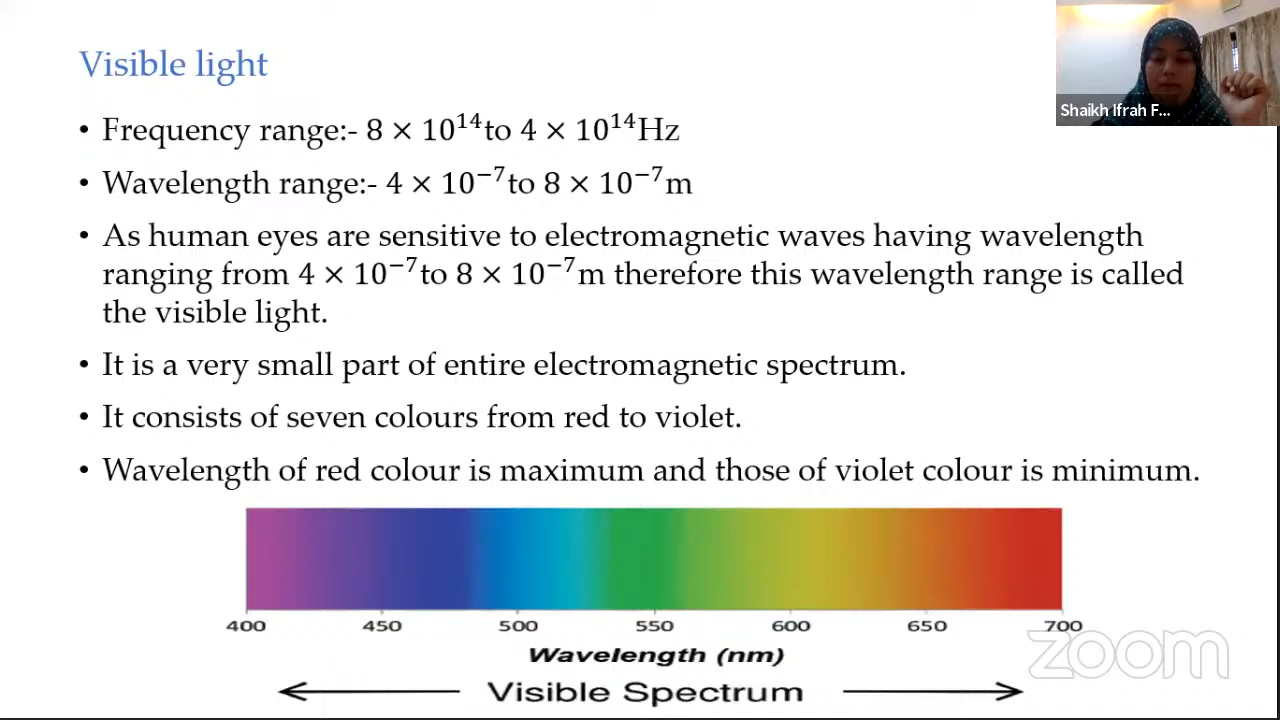 Visible light
Shaikh Ifrah F...
• Frequency range:- 8 × 10¹⁴to 4 × 10¹⁴Hz
• Wavelength range:- 4 × 10⁻⁷to 8 × 10⁻⁷m
• As human eyes are sensitive to electromagnetic waves having wavelength
ranging from 4 × 10⁻⁷to 8 × 10⁻⁷m therefore this wavelength range is called
the visible light.
• It is a very small part of entire electromagnetic spectrum.
• It consists of seven colours from red to violet.
• Wavelength of red colour is maximum and those of violet colour is minimum.
400 450 500 550 600 650 700
Wavelength (nm)
zoom
Visible Spectrum